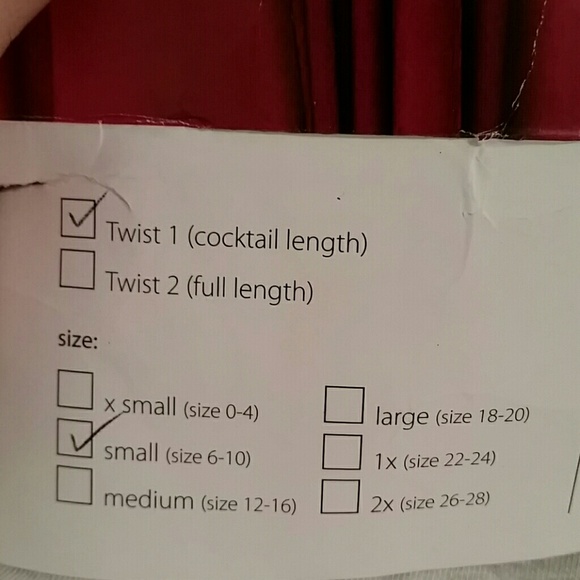 Twist 1 (cocktail length)
Twist 2 (full length)
size:
x small (size 0-4)
small (size 6-10)
medium (size 12-16)
large (size 18-20)
1x (size 22-24)
2x (size 26-28)